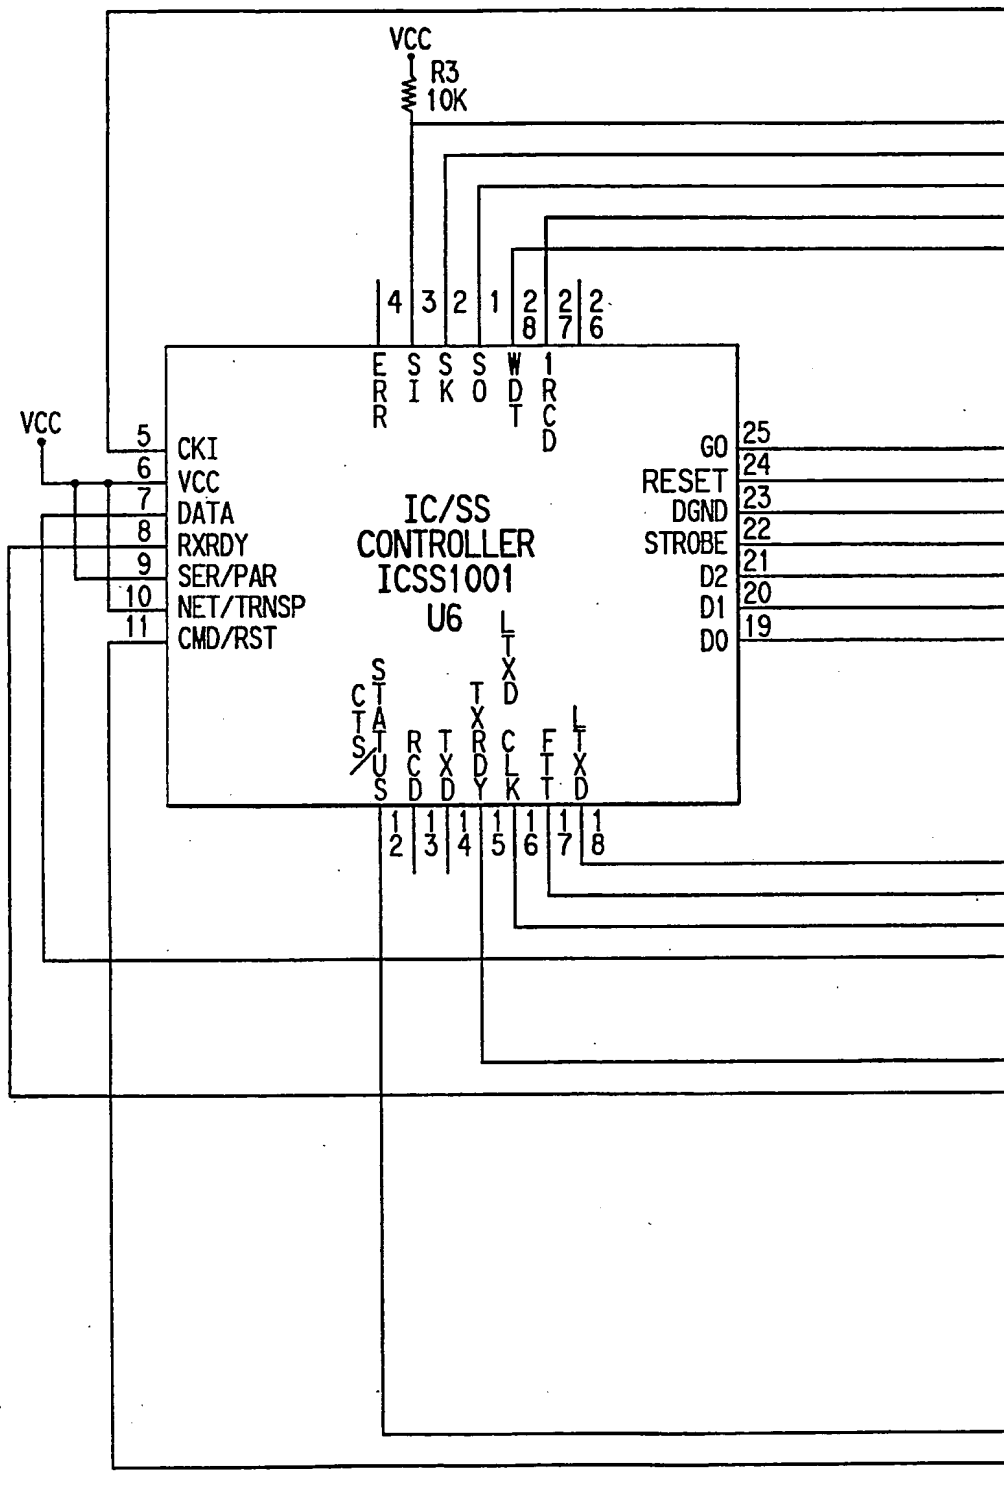 VCC
R3
10K
4 3 2 1 28 27 26
ERR SI SK SO WDT 1RCD
VCC
5 CKI
6 VCC
7 DATA
8 RXRDY
9 SER/PAR
10 NET/TRNSP
11 CMD/RST
IC/SS
CONTROLLER
ICSS1001
U6
GO 25
RESET 24
DGND 23
STROBE 22
D2 21
D1 20
D0 19
CTS/STATUS RCD TXD TXRDY LTXD CLK FTT LTXD
12 13 14 15 16 17 18